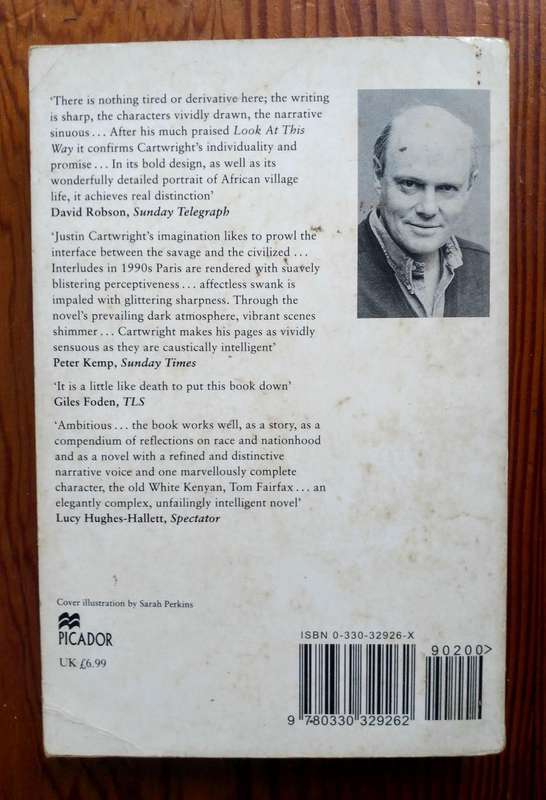 ‘There is nothing tired or derivative here; the writing
is sharp, the characters vividly drawn, the narrative
sinuous ... After his much praised Look At This
Way it confirms Cartwright’s individuality and
promise ... In its bold design, as well as its
wonderfully detailed portrait of African village
life, it achieves real distinction’
David Robson, Sunday Telegraph
‘Justin Cartwright’s imagination likes to prowl the
interface between the savage and the civilized ...
Interludes in 1990s Paris are rendered with suavely
blistering perceptiveness ... affectless swank is
impaled with glittering sharpness. Through the
novel’s prevailing dark atmosphere, vibrant scenes
shimmer ... Cartwright makes his pages as vividly
sensuous as they are caustically intelligent’
Peter Kemp, Sunday Times
‘It is a little like death to put this book down’
Giles Foden, TLS
‘Ambitious ... the book works well, as a story, as a
compendium of reflections on race and nationhood
and as a novel with a refined and distinctive
narrative voice and one marvellously complete
character, the old White Kenyan, Tom Fairfax ... an
elegantly complex, unfailingly intelligent novel’
Lucy Hughes-Hallett, Spectator
Cover illustration by Sarah Perkins
PICADOR
UK £6.99
ISBN 0-330-32926-X
90200>
9 780330 329262